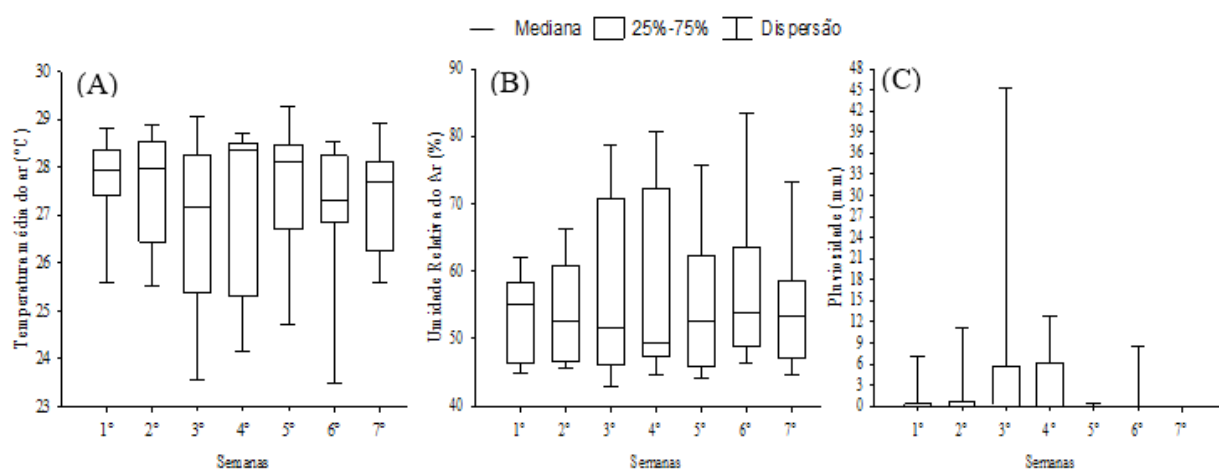 Mediana 25%-75% Dispersão
(A) (B) (C)
Temperatura média do ar (°C)
30
29
28
27
26
25
24
23
1° 2° 3° 4° 5° 6° 7°
Semanas
Umidade Relativa do Ar (%)
90
80
70
60
50
40
1° 2° 3° 4° 5° 6° 7°
Semanas
Pluviosidade (mm)
48
45
42
39
36
33
30
27
24
21
18
15
12
9
6
3
0
1° 2° 3° 4° 5° 6° 7°
Semanas